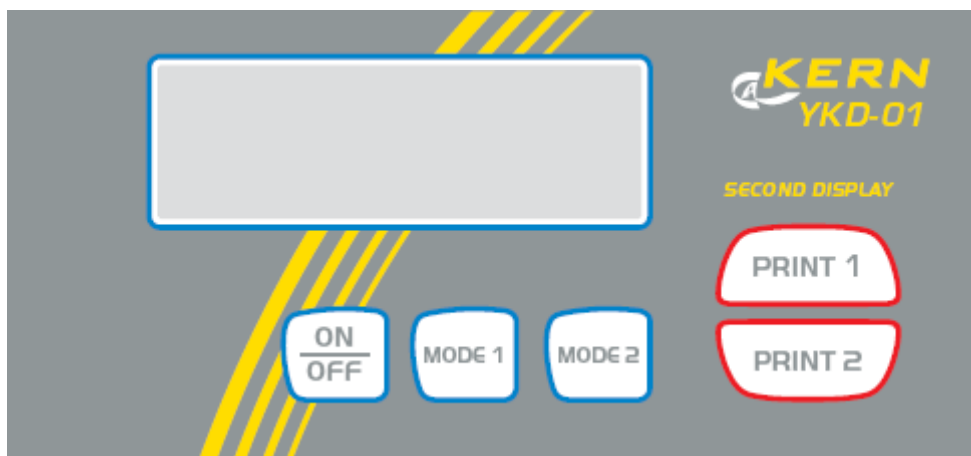 KERN
YKD-01
SECOND DISPLAY
PRINT 1
ON
OFF
MODE 1
MODE 2
PRINT 2